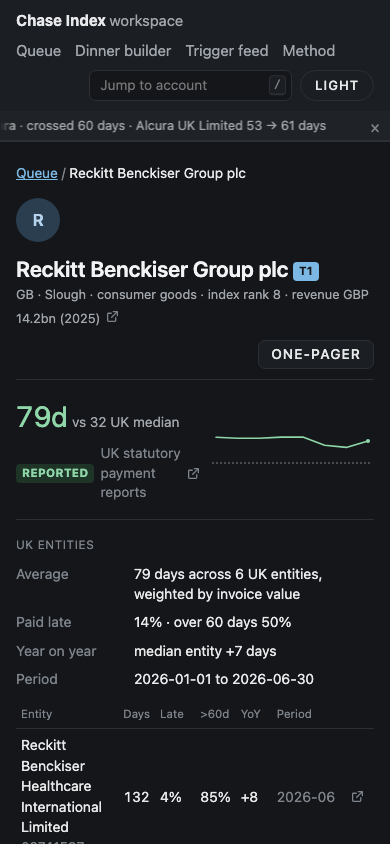 Chase Index workspace
Queue Dinner builder Trigger feed Method
Jump to account /
LIGHT
· crossed 60 days · Alcura UK Limited 53 → 61 days ×
Queue / Reckitt Benckiser Group plc
R
Reckitt Benckiser Group plc T1
GB · Slough · consumer goods · index rank 8 · revenue GBP
14.2bn (2025)
ONE-PAGER
79d vs 32 UK median
REPORTED
UK statutory
payment
reports
UK ENTITIES
Average 79 days across 6 UK entities,
weighted by invoice value
Paid late 14% · over 60 days 50%
Year on year median entity +7 days
Period 2026-01-01 to 2026-06-30
Entity Days Late >60d YoY Period
Reckitt
Benckiser
Healthcare
International
Limited
132 4% 85% +8 2026-06